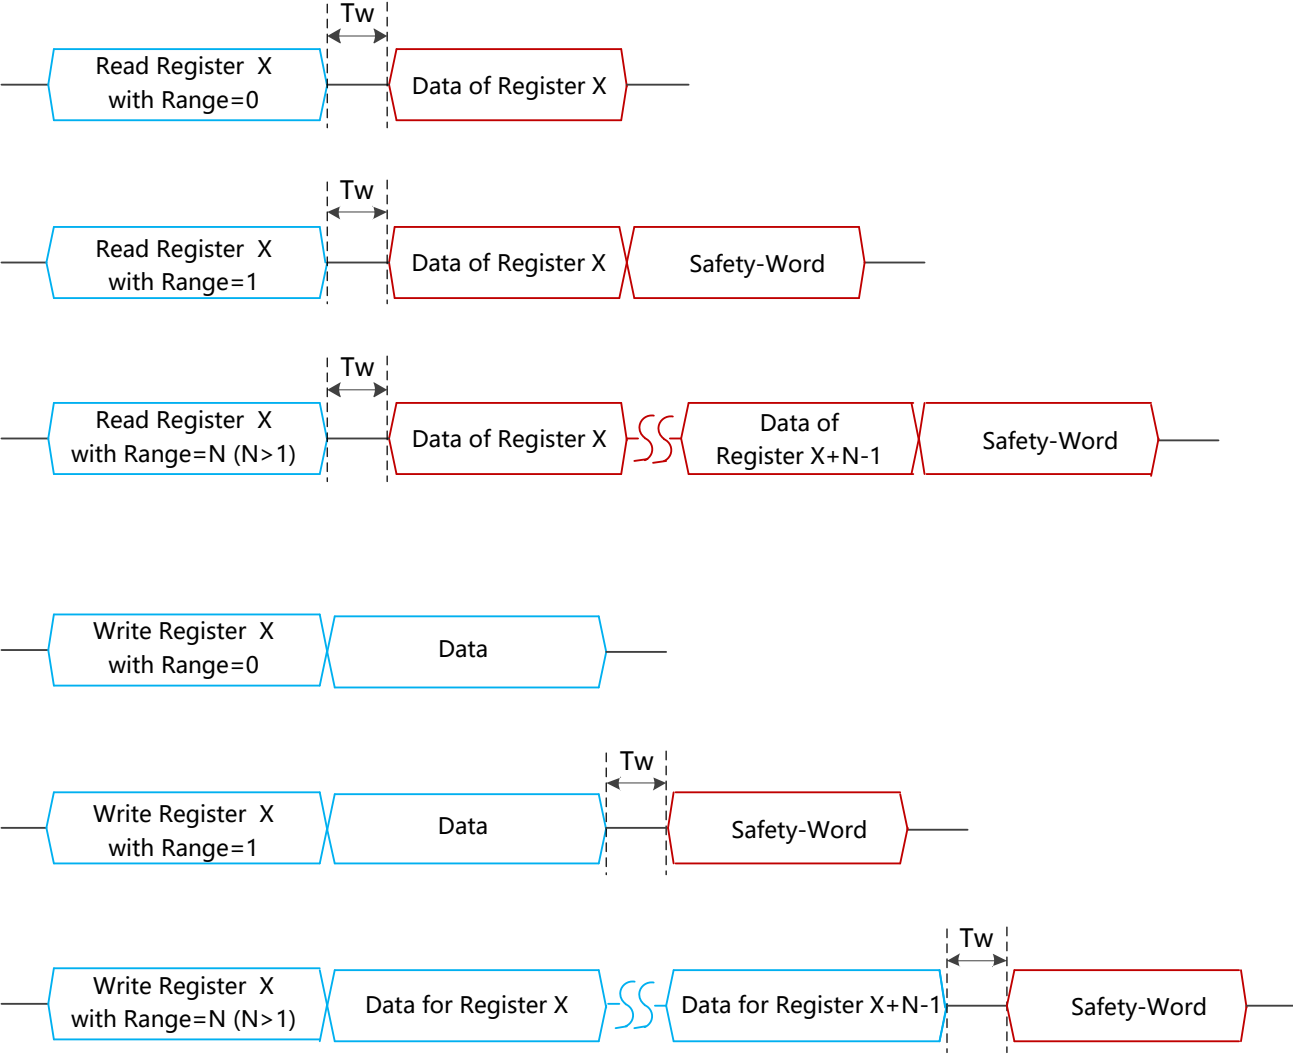 Tw
Read Register X
with Range=0
Data of Register X
Tw
Read Register X
with Range=1
Data of Register X
Safety-Word
Tw
Read Register X
with Range=N (N>1)
Data of Register X
Data of
Register X+N-1
Safety-Word
Write Register X
with Range=0
Data
Tw
Write Register X
with Range=1
Data
Safety-Word
Tw
Write Register X
with Range=N (N>1)
Data for Register X
Data for Register X+N-1
Safety-Word